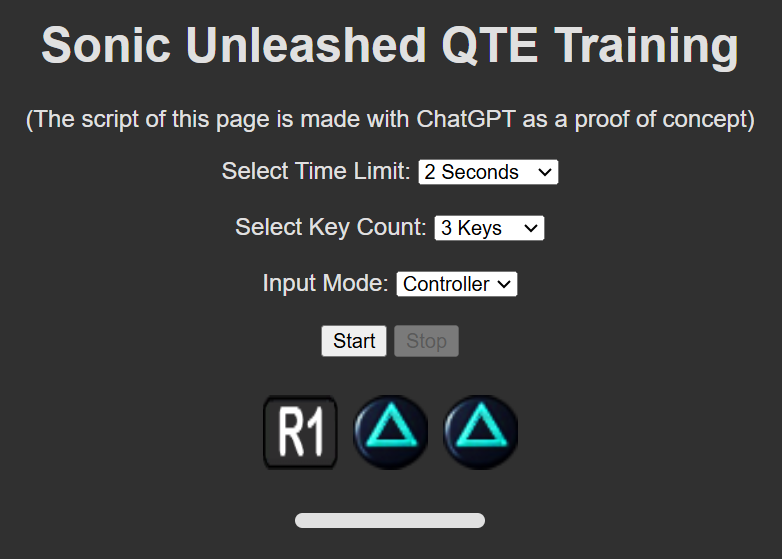 Sonic Unleashed QTE Training
(The script of this page is made with ChatGPT as a proof of concept)
Select Time Limit: 2 Seconds
Select Key Count: 3 Keys
Input Mode: Controller
Start Stop
R1